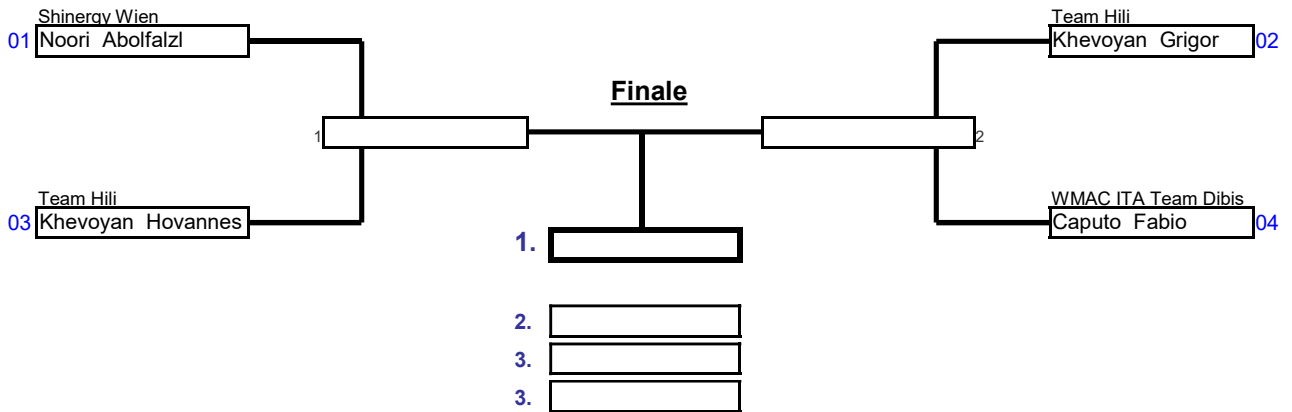 Shinergy Wien
01 Noori Abolfalzl
Team Hili
Khevoyan Grigor 02
Finale
1
2
Team Hili
03 Khevoyan Hovannes
WMAC ITA Team Dibis
Caputo Fabio 04
1.
2.
3.
3.